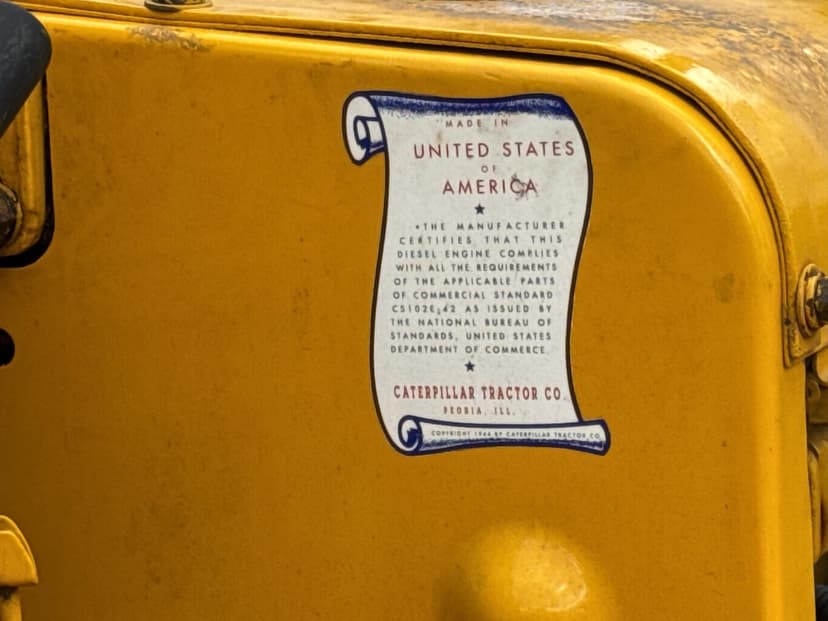 MADE IN
UNITED STATES
OF
AMERICA
★
•THE MANUFACTURER
CERTIFIES THAT THIS
DIESEL ENGINE COMPLIES
WITH ALL THE REQUIREMENTS
OF THE APPLICABLE PARTS
OF COMMERCIAL STANDARD
CS102E-42 AS ISSUED BY
THE NATIONAL BUREAU OF
STANDARDS, UNITED STATES
DEPARTMENT OF COMMERCE.
★
CATERPILLAR TRACTOR CO.
PEORIA, ILL.
COPYRIGHT 1944 BY CATERPILLAR TRACTOR CO.